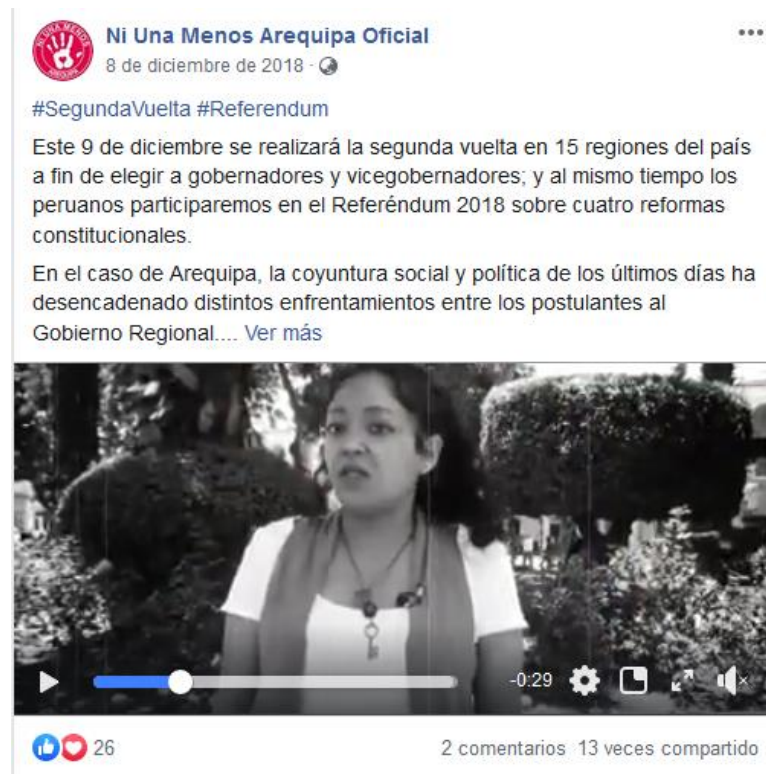 NI UNA MENOS
AREQUIPA
Ni Una Menos Arequipa Oficial
8 de diciembre de 2018 ·
#SegundaVuelta #Referendum
Este 9 de diciembre se realizará la segunda vuelta en 15 regiones del país
a fin de elegir a gobernadores y vicegobernadores; y al mismo tiempo los
peruanos participaremos en el Referéndum 2018 sobre cuatro reformas
constitucionales.
En el caso de Arequipa, la coyuntura social y política de los últimos días ha
desencadenado distintos enfrentamientos entre los postulantes al
Gobierno Regional.... Ver más
-0:29
26
2 comentarios 13 veces compartido